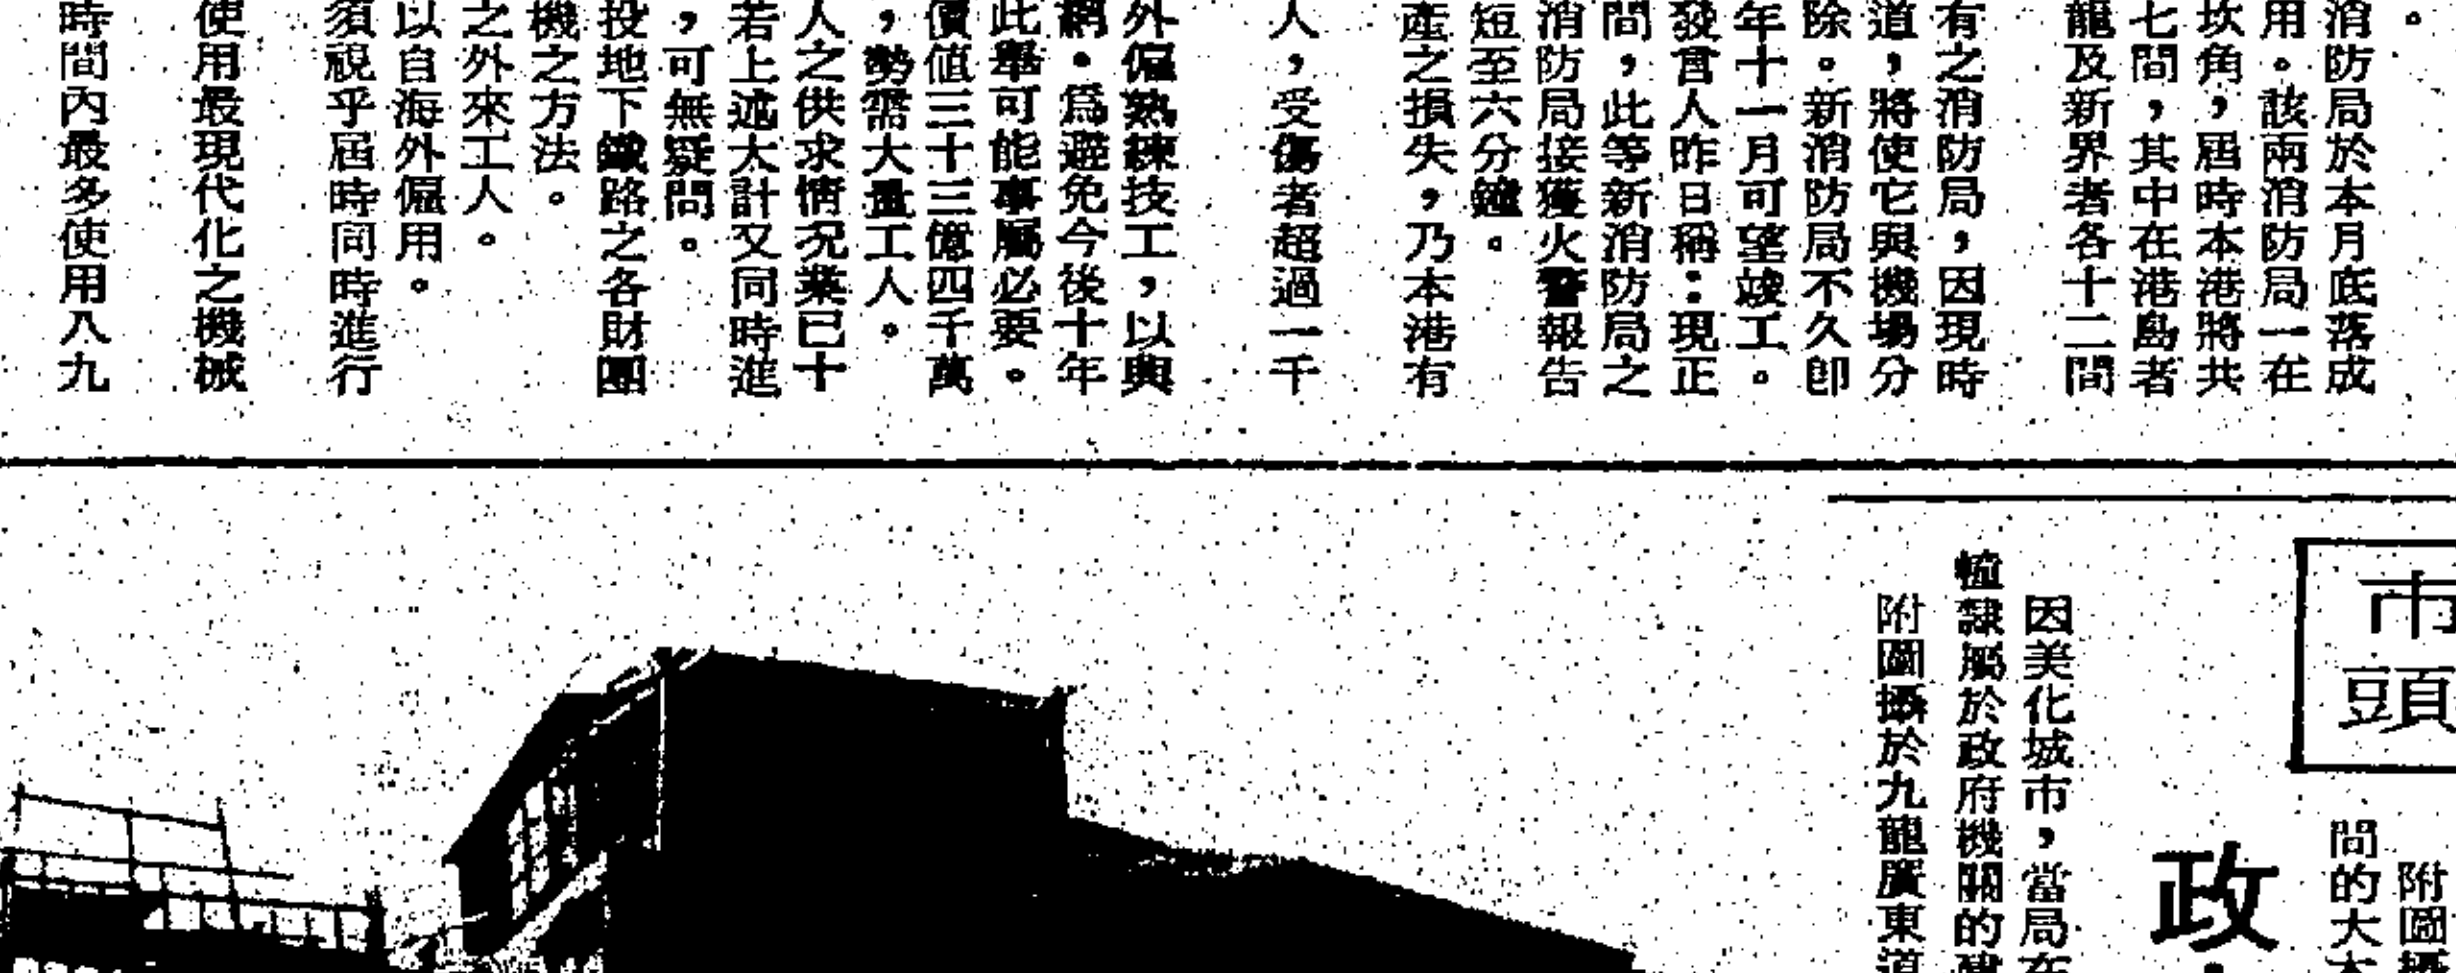 。
消防局於本月底落成
用。該兩消防局一在
坎角，屆時本港將共
七間，其中在港島者
龍及新界者各十二間
有之消防局，因現時
道，將使它與機場分
除。新消防局不久卽
年十一月可望竣工。
發言人昨日稱：現正
問，此等新消防局之
消防局接獲火警報告
短至六分鐘。
產之損失，乃本港有
人，受傷者超過一千
外僱熟練技工，以與
網。爲避免今後十年
此舉可能事屬必要。
價値三十三億四千萬
，勢需大量工人。
人之供求情況業已十
若上述大計又同時進
，可無疑問。
投地下鐵路之各財團
機之方法。
之外來工人。
以自海外僱用。
須視乎屆時同時進行
使用最現代化之機械
時間內最多使用八九
市
頭
附圖攝
問的大木
政
因美化城市，當局在
幢隸屬於政府機關的建
附圖攝於九龍廣東道